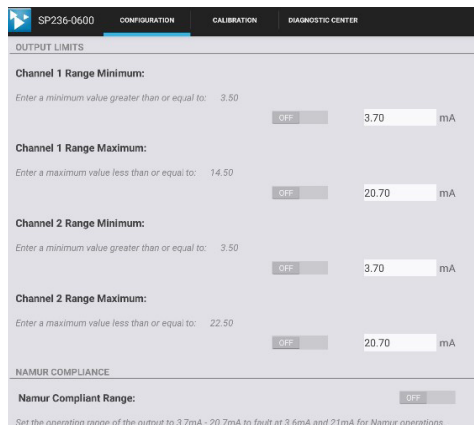 SP236-0600 CONFIGURATION CALIBRATION DIAGNOSTIC CENTER
OUTPUT LIMITS
Channel 1 Range Minimum:
Enter a minimum value greater than or equal to: 3.50
OFF 3.70 mA
Channel 1 Range Maximum:
Enter a maximum value less than or equal to: 14.50
OFF 20.70 mA
Channel 2 Range Minimum:
Enter a minimum value greater than or equal to: 3.50
OFF 3.70 mA
Channel 2 Range Maximum:
Enter a maximum value less than or equal to: 22.50
OFF 20.70 mA
NAMUR COMPLIANCE
Namur Compliant Range: OFF
Set the operating range of the output to 3.7mA - 20.7mA to fault at 3.6mA and 21mA for Namur operations